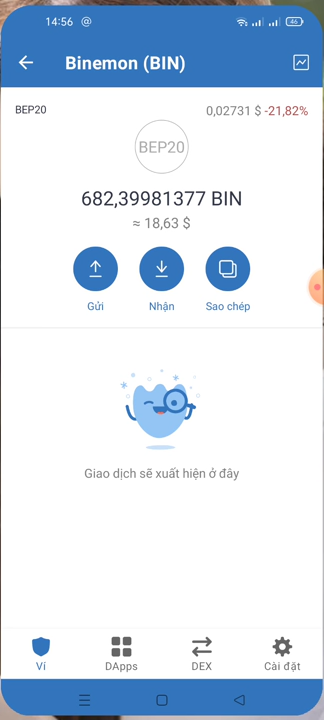 14:56 @ 46
Binemon (BIN)
BEP20 0,02731 $ -21,82%
BEP20
682,39981377 BIN
≈ 18,63 $
Gửi Nhận Sao chép
Giao dịch sẽ xuất hiện ở đây
Ví DApps DEX Cài đặt